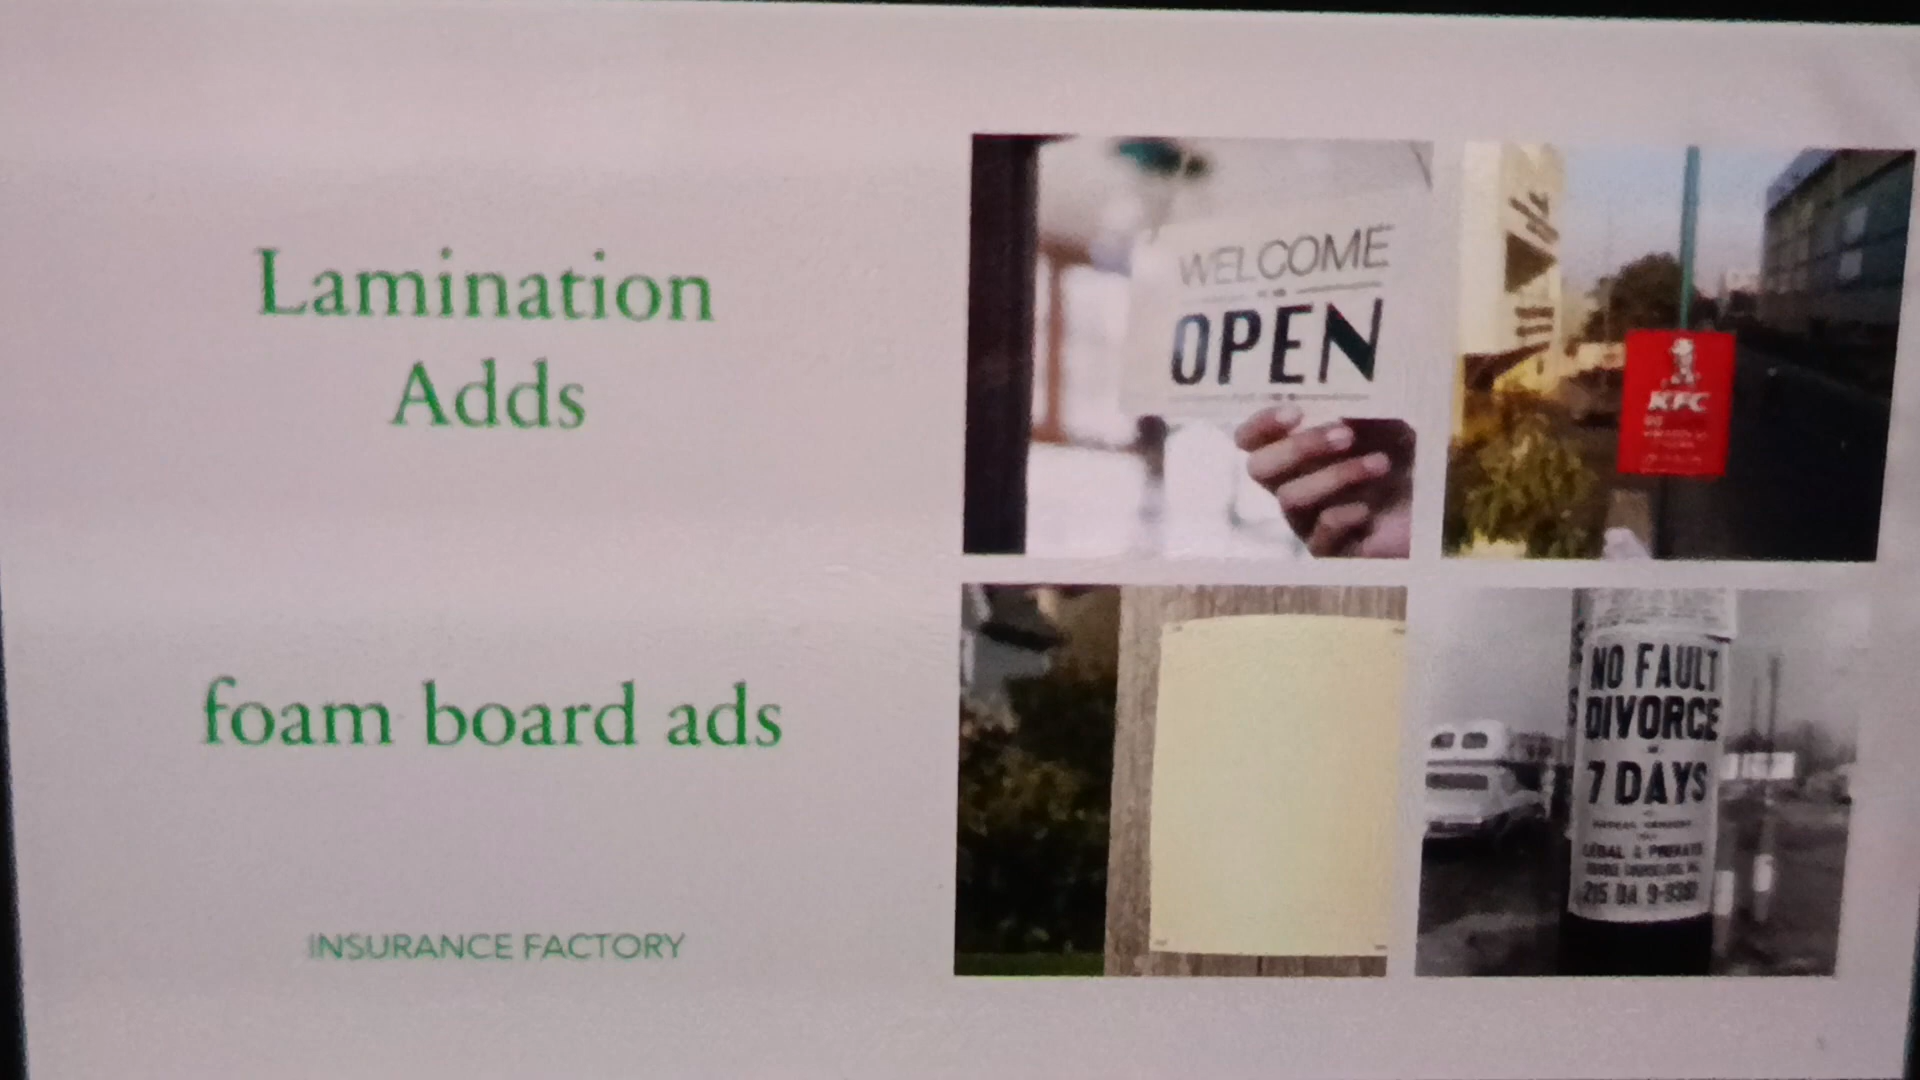 Lamination
Adds
foam board ads
INSURANCE FACTORY
WELCOME
OPEN
KFC
NO FAULT
DIVORCE
7 DAYS
LEGAL & PRIVATE